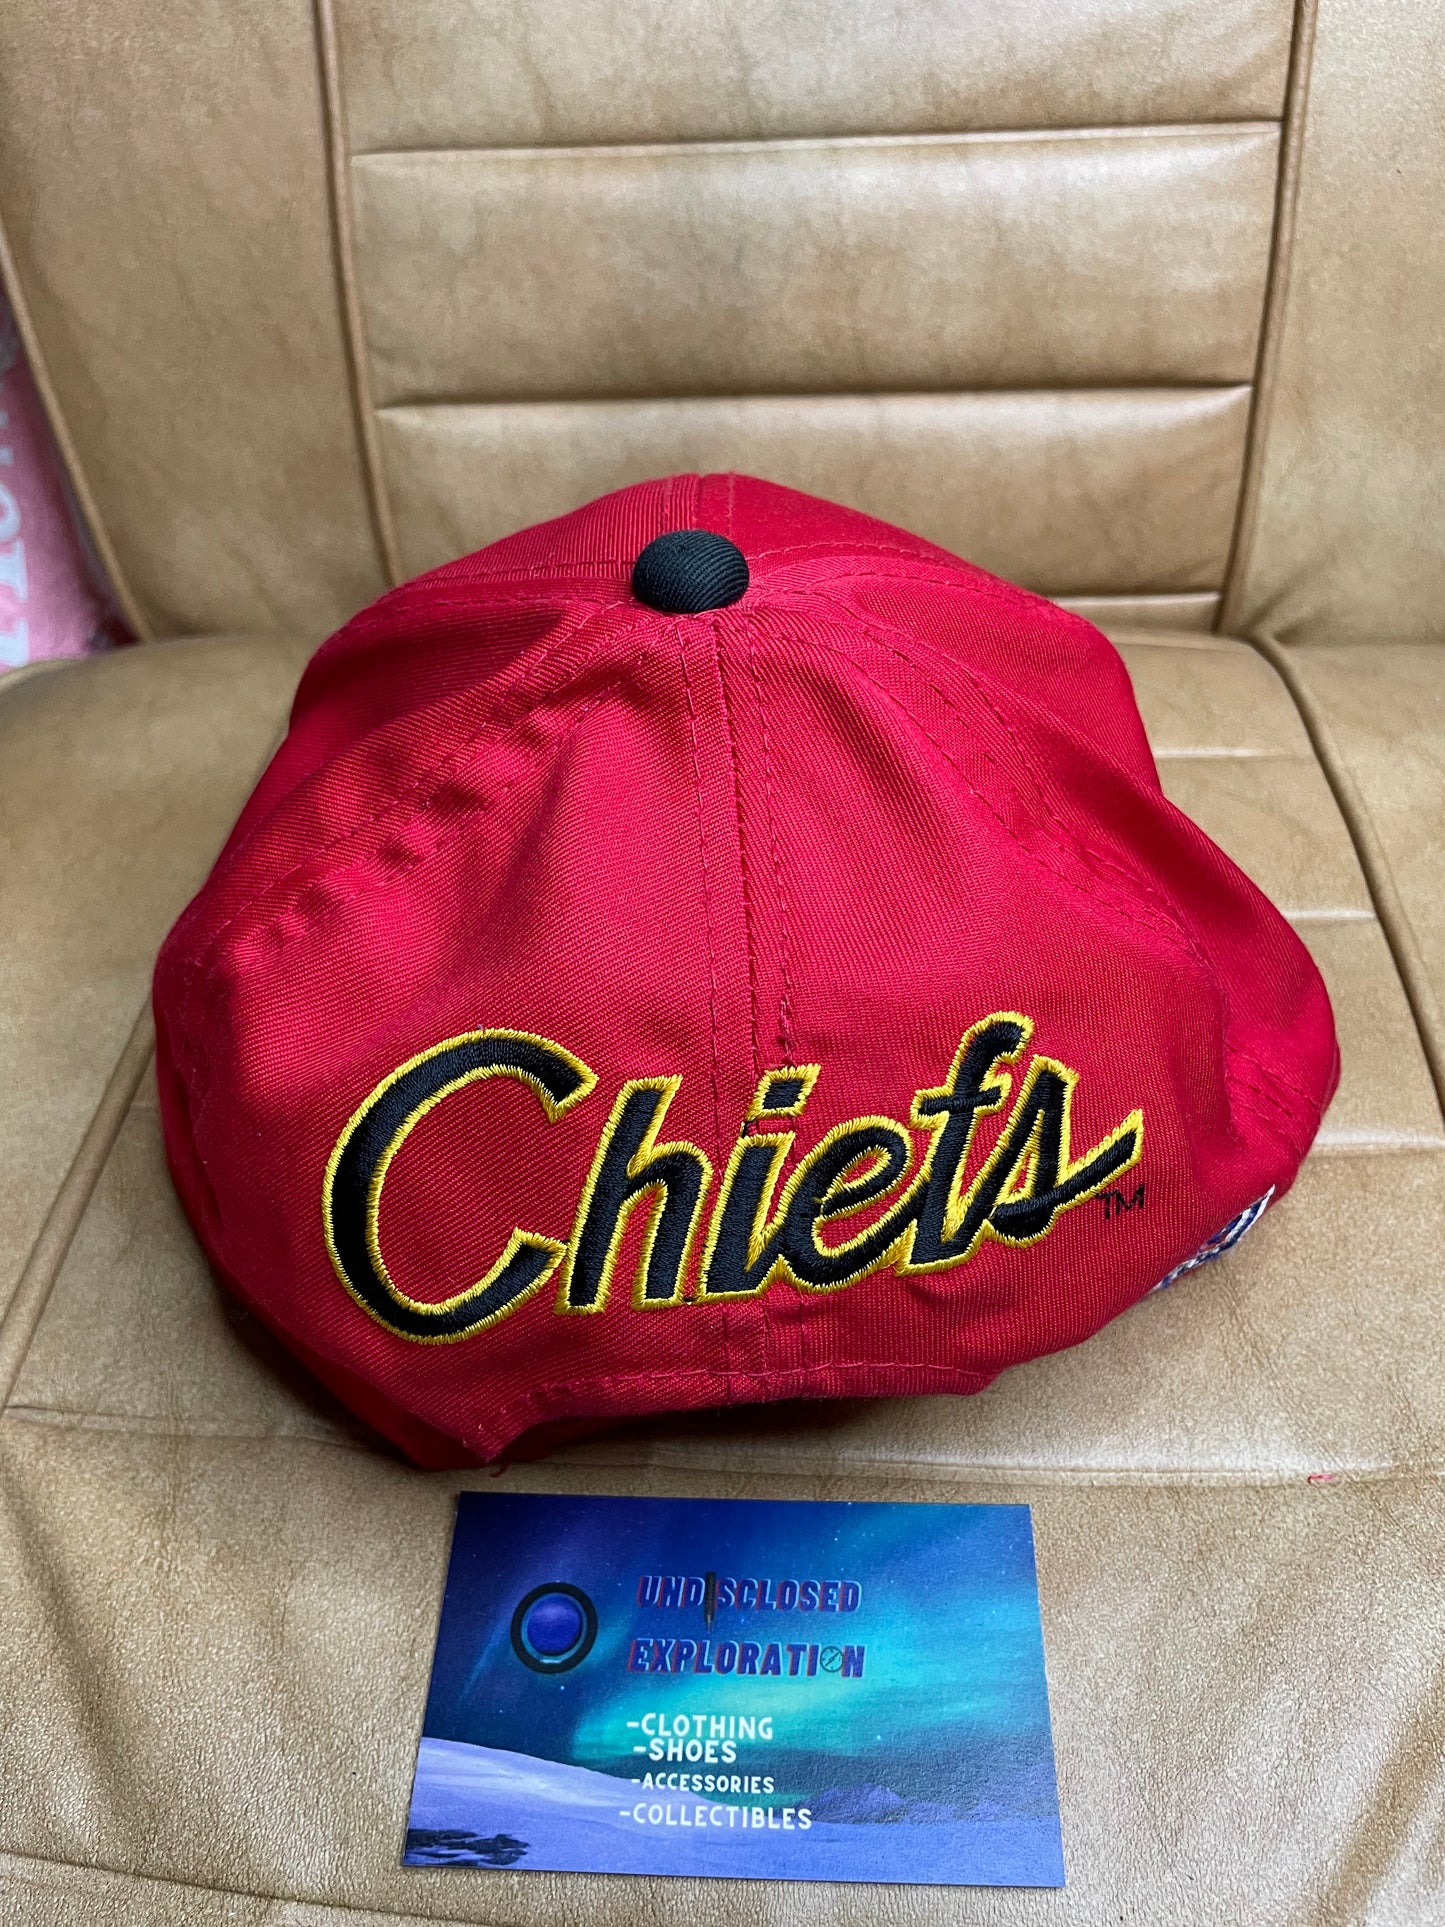 Chiefs TM
UNDISCLOSED
EXPLORATION
-CLOTHING
-SHOES
-ACCESSORIES
-COLLECTIBLES